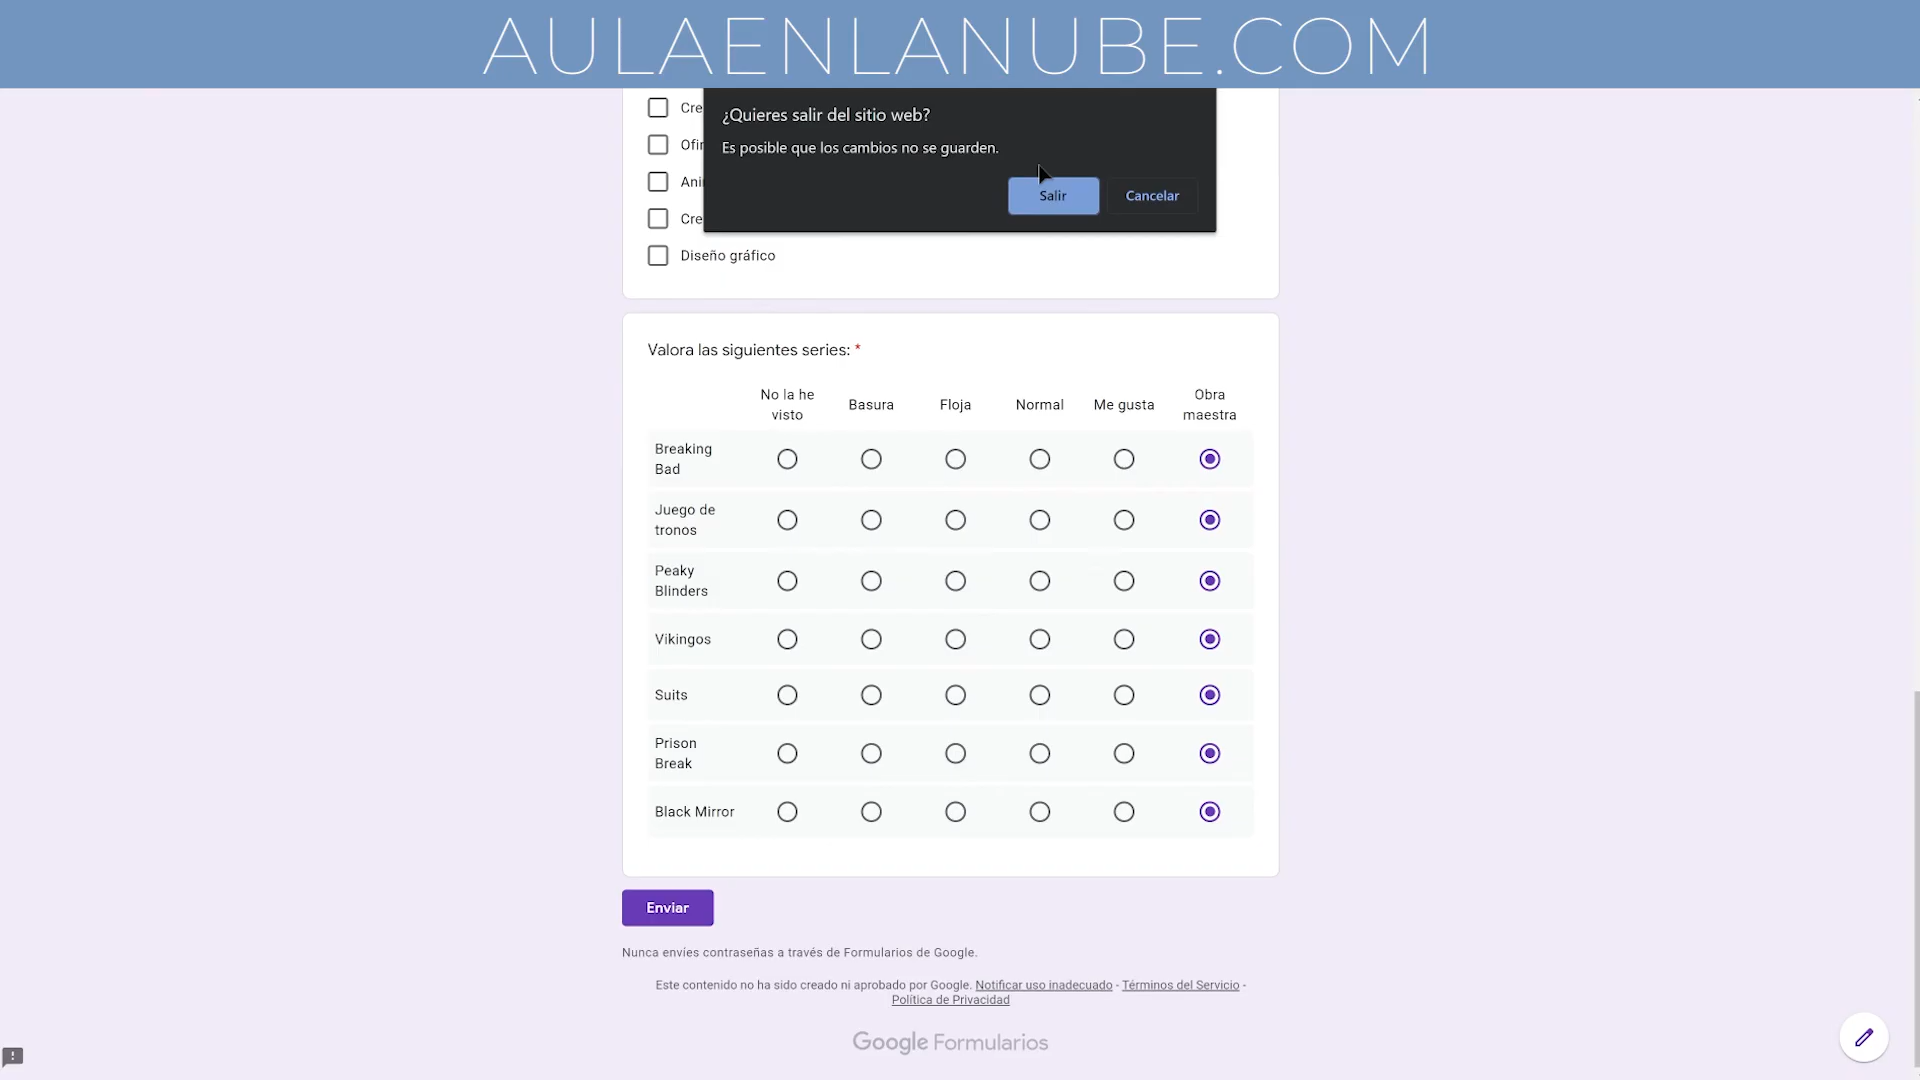 AULAENLANUBE.COM
¿Quieres salir del sitio web?
Es posible que los cambios no se guarden.
Salir
Cancelar
Diseño gráfico
Valora las siguientes series: *
No la he visto
Basura
Floja
Normal
Me gusta
Obra maestra
Breaking
Bad
Juego de
tronos
Peaky
Blinders
Vikingos
Suits
Prison
Break
Black Mirror
Enviar
Nunca envíes contraseñas a través de Formularios de Google.
Este contenido no ha sido creado ni aprobado por Google. Notificar uso inadecuado - Términos del Servicio -
Política de Privacidad
Google Formularios